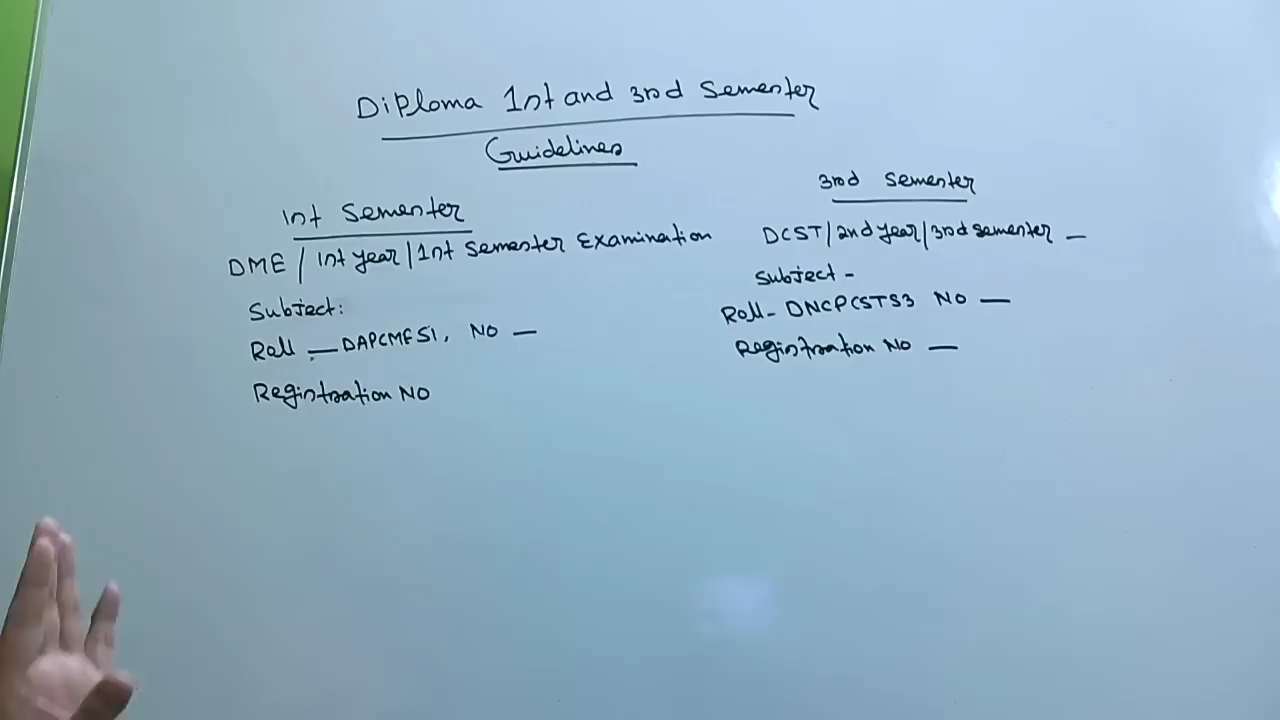 Diploma 1st and 3rd Semester
Guidelines
1st Semester
DME / 1st year / 1st Semester Examination
Subject:
Roll — DAPCMES1, NO —
Registration NO
3rd Semester
DCST / 2nd year / 3rd Semester —
Subject -
Roll - DNCPCSTS3 NO —
Registration NO —